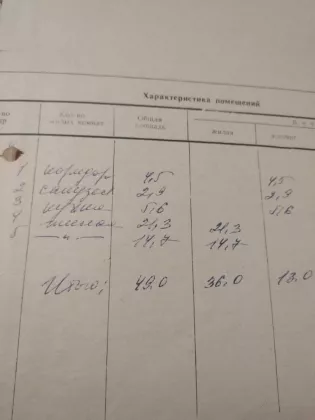 Характеристика помещений
Общая
площадь
жилая
1 коридор 4,5 4,5
2 санузел 2,9 2,9
3 кухня 5,6 5,6
4 жилая 21,3 21,3
5 -"- 14,7 14,7
Итого: 49,0 36,0 13,0